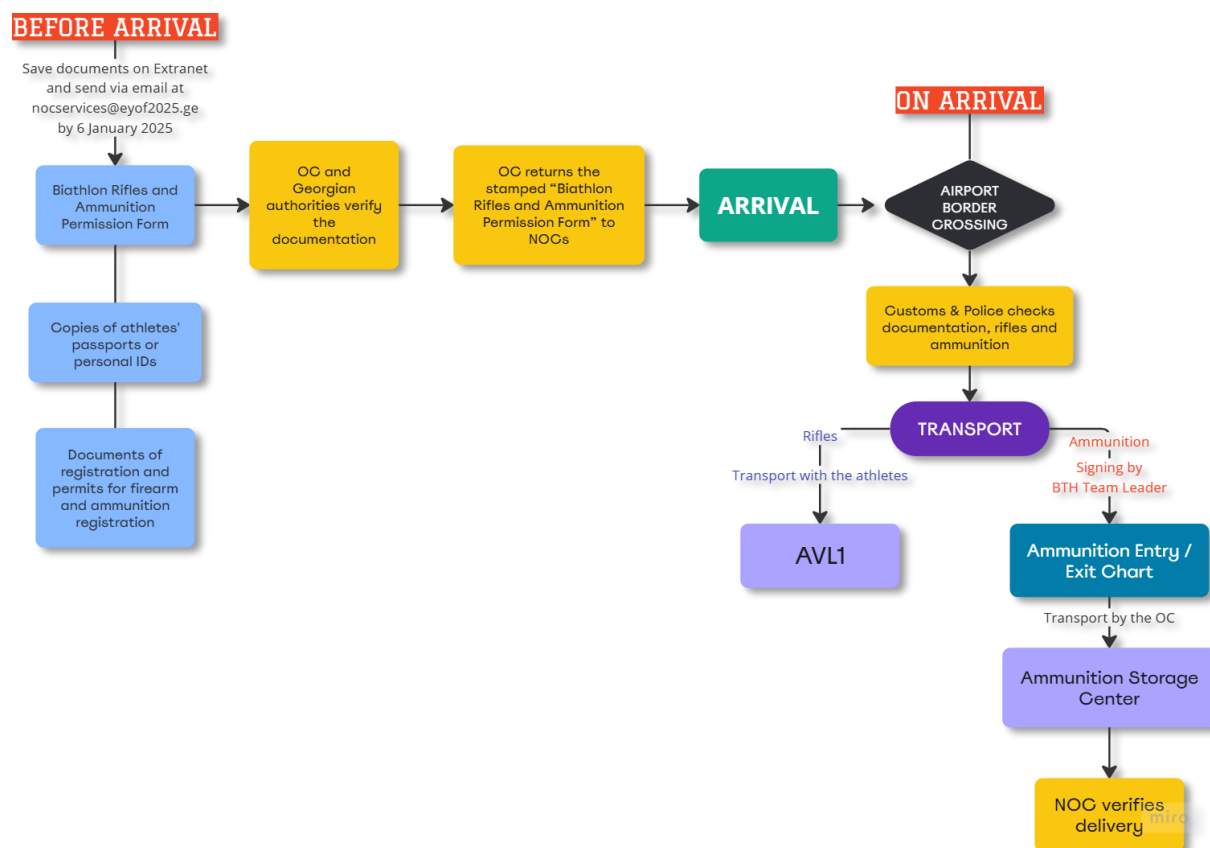 BEFORE ARRIVAL
Save documents on Extranet
and send via email at
nocservices@eyof2025.ge
by 6 January 2025
Biathlon Rifles and
Ammunition
Permission Form
Copies of athletes'
passports or
personal IDs
Documents of
registration and
permits for firearm
and ammunition
registration
OC and
Georgian
authorities verify
the
documentation
OC returns the
stamped “Biathlon
Rifles and Ammunition
Permission Form” to
NOCs
ARRIVAL
ON ARRIVAL
AIRPORT
BORDER
CROSSING
Customs & Police checks
documentation, rifles and
ammunition
TRANSPORT
Rifles
Transport with the athletes
AVL1
Ammunition
Signing by
BTH Team Leader
Ammunition Entry /
Exit Chart
Transport by the OC
Ammunition Storage
Center
NOC verifies
delivery
miro